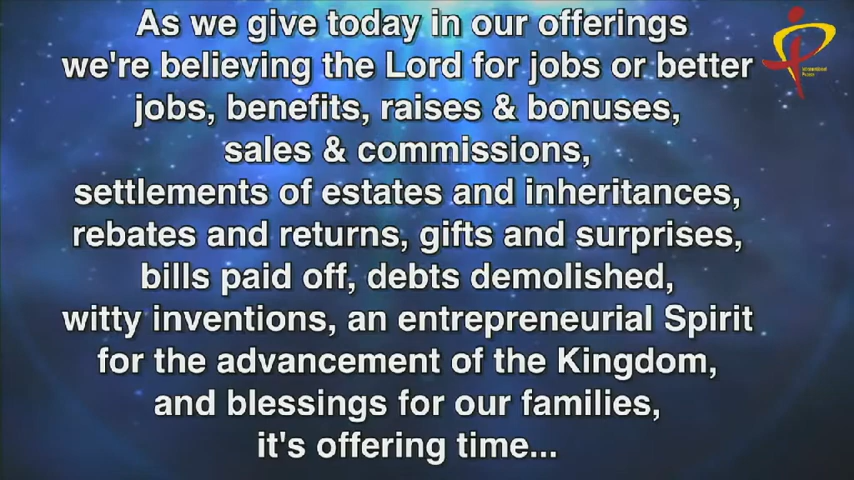 As we give today in our offerings
we're believing the Lord for jobs or better
jobs, benefits, raises & bonuses,
sales & commissions,
settlements of estates and inheritances,
rebates and returns, gifts and surprises,
bills paid off, debts demolished,
witty inventions, an entrepreneurial Spirit
for the advancement of the Kingdom,
and blessings for our families,
it's offering time...